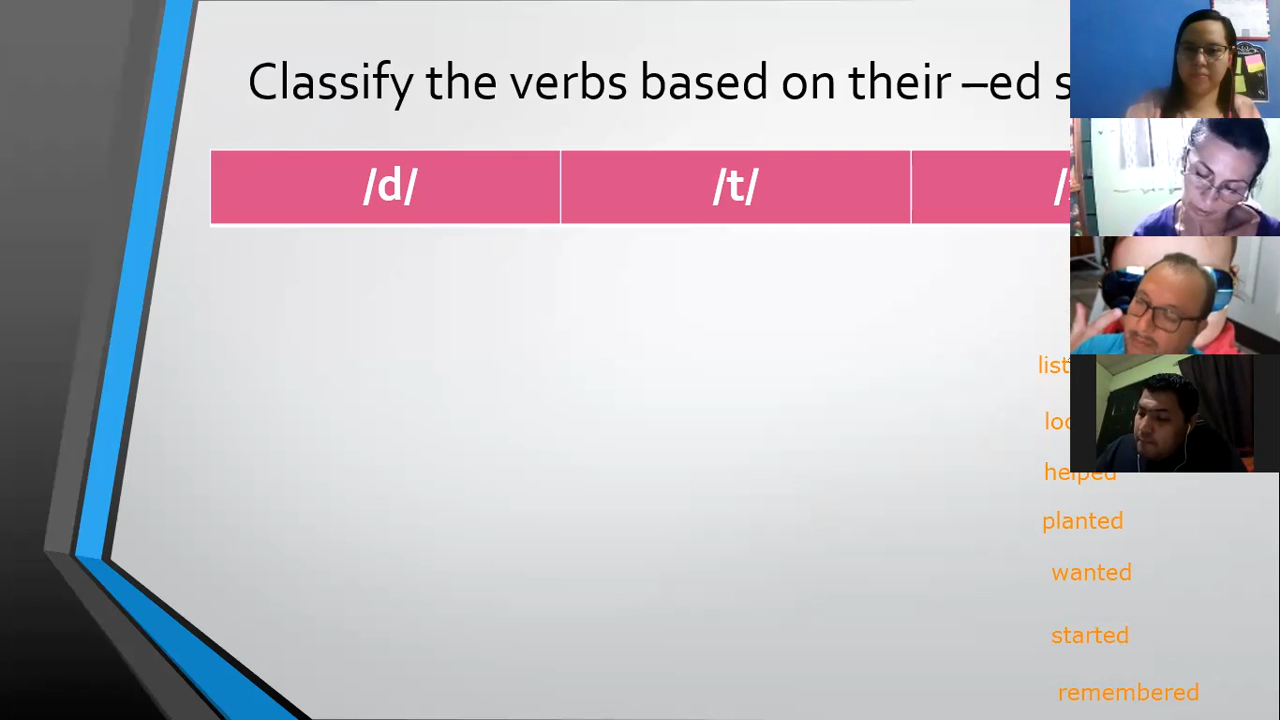 Classify the verbs based on their –ed
/d/ /t/
helped
planted
wanted
started
remembered